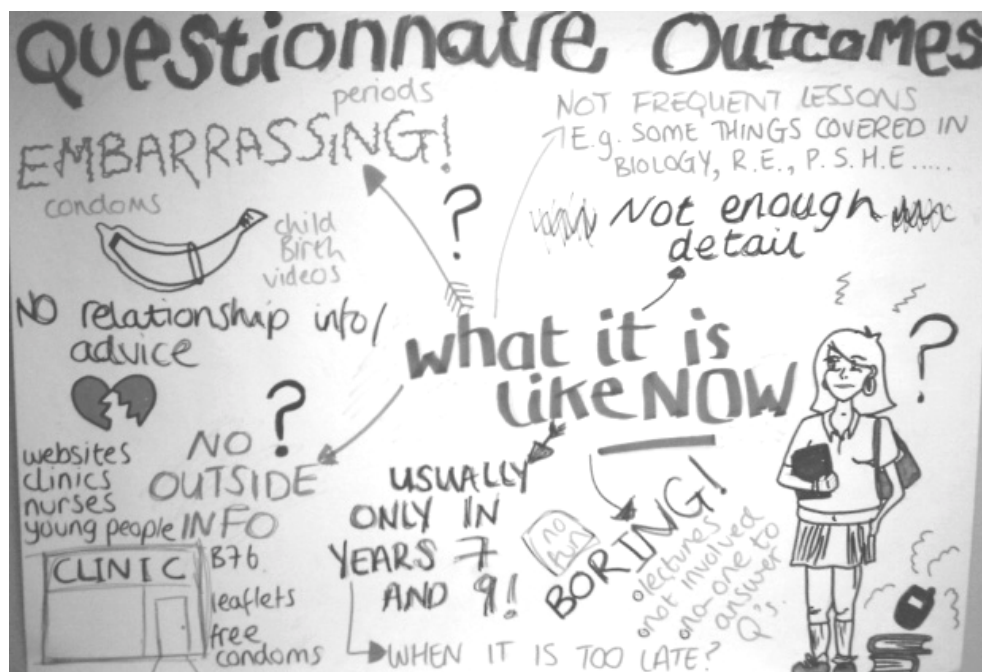 Questionnaire Outcomes
periods
EMBARRASSING!
condoms
child
Birth
videos
NOT FREQUENT LESSONS
E.g. SOME THINGS COVERED IN
BIOLOGY, R.E., P.S.H.E.....
?
Not enough
detail
what it is
like NOW
?
NO relationship info/
advice
?
NO
OUTSIDE
INFO
websites
clinics
nurses
young people
CLINIC
B76
leaflets
free
condoms
USUALLY
ONLY IN
YEARS 7
AND 9!
WHEN IT IS TOO LATE?
no
fun
BORING!
lectures
not involved
no-one to
answer
Q's.